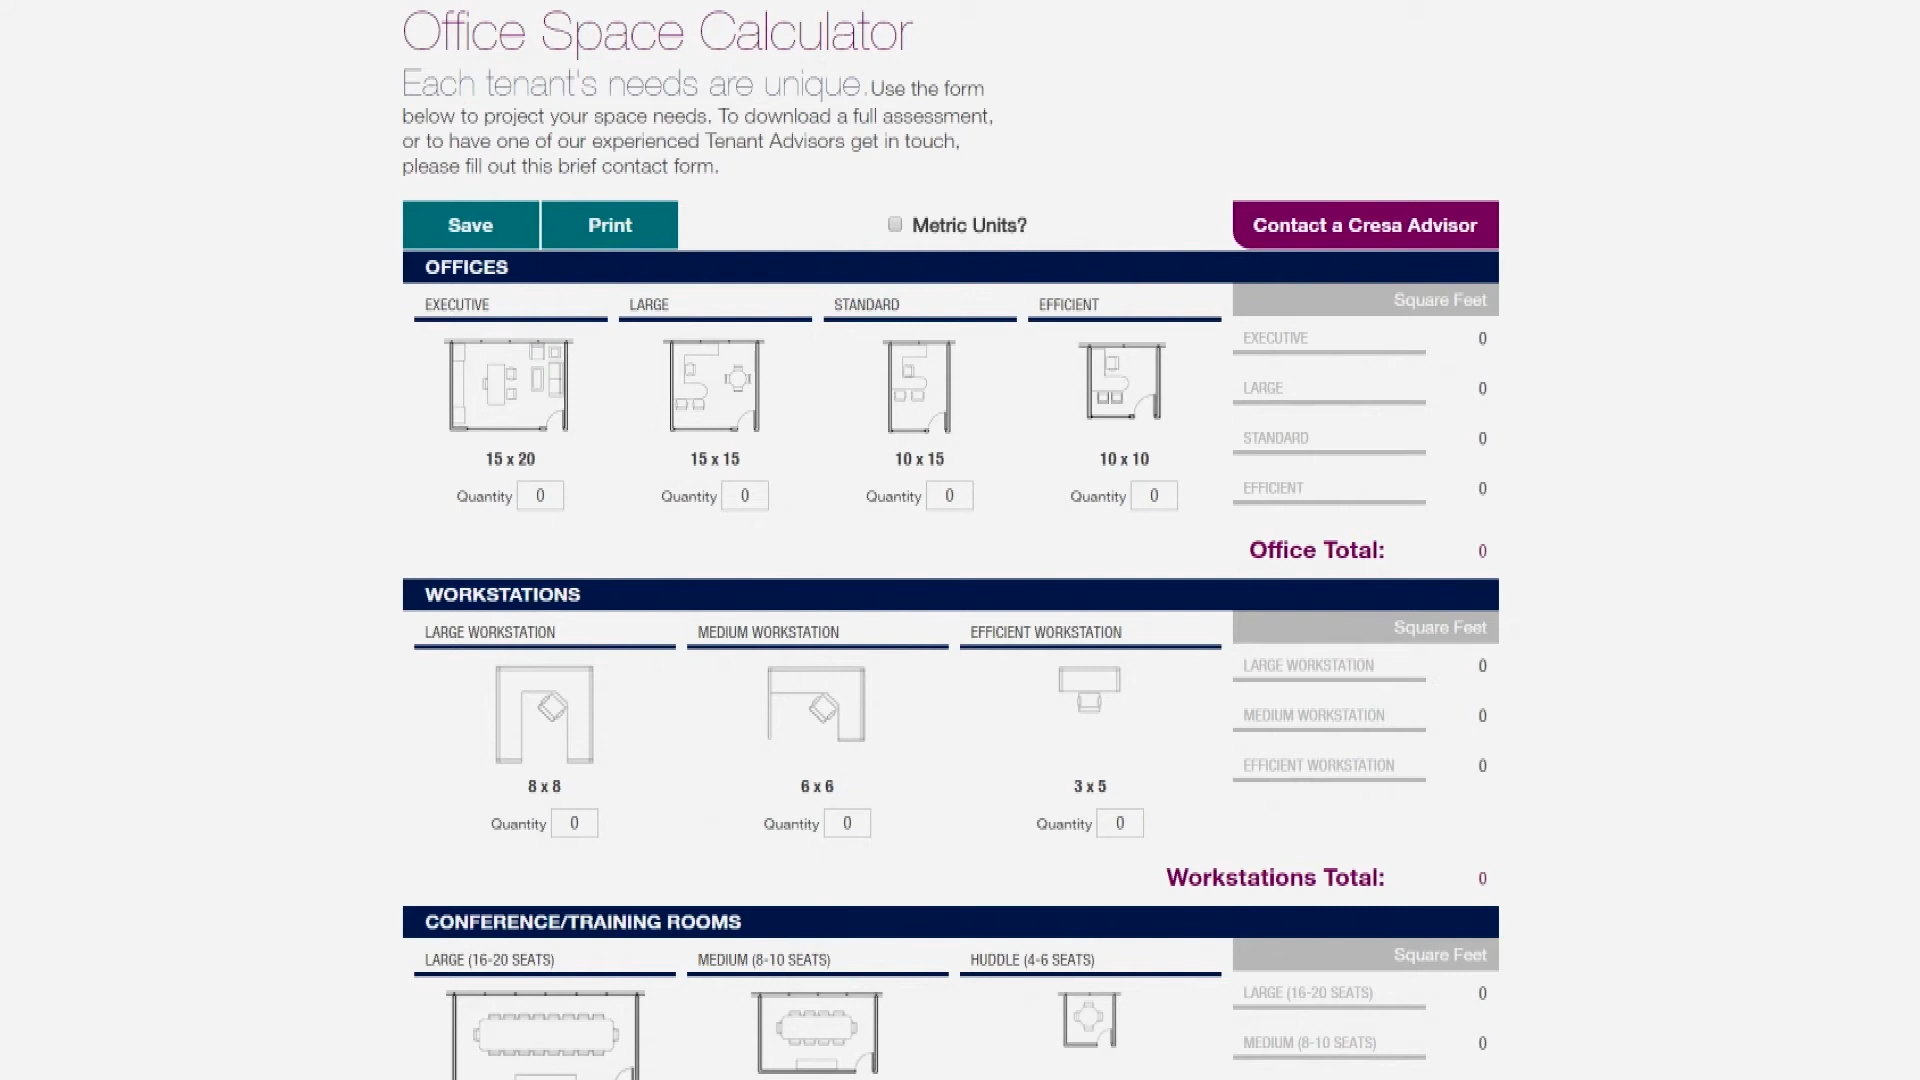 Office Space Calculator
Each tenant's needs are unique. Use the form
below to project your space needs. To download a full assessment,
or to have one of our experienced Tenant Advisors get in touch,
please fill out this brief contact form.
Save Print Metric Units? Contact a Cresa Advisor
OFFICES
EXECUTIVE LARGE STANDARD EFFICIENT Square Feet
EXECUTIVE 0
LARGE 0
STANDARD 0
15 x 20 15 x 15 10 x 15 10 x 10
Quantity 0 Quantity 0 Quantity 0 Quantity 0 EFFICIENT 0
Office Total: 0
WORKSTATIONS
LARGE WORKSTATION MEDIUM WORKSTATION EFFICIENT WORKSTATION Square Feet
LARGE WORKSTATION 0
MEDIUM WORKSTATION 0
EFFICIENT WORKSTATION 0
8 x 8 6 x 6 3 x 5
Quantity 0 Quantity 0 Quantity 0
Workstations Total: 0
CONFERENCE/TRAINING ROOMS
LARGE (16-20 SEATS) MEDIUM (8-10 SEATS) HUDDLE (4-6 SEATS) Square Feet
LARGE (16-20 SEATS) 0
MEDIUM (8-10 SEATS) 0